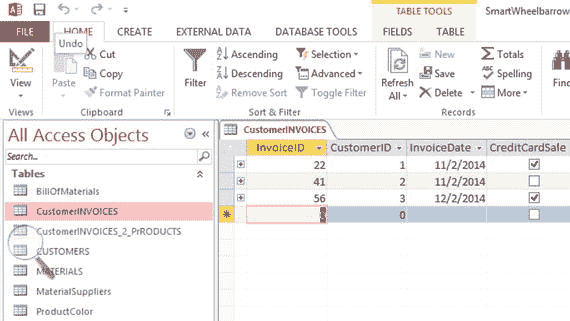 TABLE TOOLS
SmartWheelbarrow
FILE HOME CREATE EXTERNAL DATA DATABASE TOOLS FIELDS TABLE
Undo
View
Views
Paste
Cut
Copy
Format Painter
Clipboard
Filter
Ascending
Descending
Remove Sort
Selection
Advanced
Toggle Filter
Sort & Filter
Refresh
All
New
Save
Delete
Totals
Spelling
More
Records
Find
All Access Objects
Search...
Tables
BillOfMaterials
CustomerINVOICES
CustomerINVOICES_2_PrRODUCTS
CUSTOMERS
MATERIALS
MaterialSuppliers
ProductColor
CustomerINVOICES
InvoiceID CustomerID InvoiceDate CreditCardSale
22 1 11/2/2014
41 2 11/2/2014
56 3 12/2/2014
0